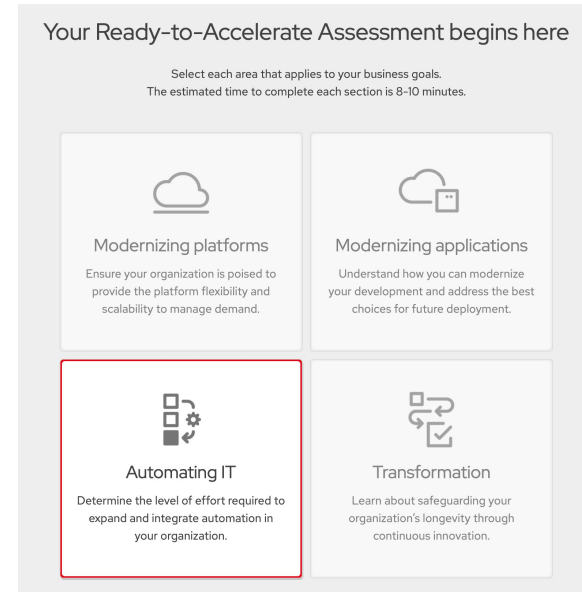 Your Ready-to-Accelerate Assessment begins here
Select each area that applies to your business goals.
The estimated time to complete each section is 8-10 minutes.
Modernizing platforms
Ensure your organization is poised to
provide the platform flexibility and
scalability to manage demand.
Modernizing applications
Understand how you can modernize
your development and address the best
choices for future deployment.
Automating IT
Determine the level of effort required to
expand and integrate automation in
your organization.
Transformation
Learn about safeguarding your
organization's longevity through
continuous innovation.